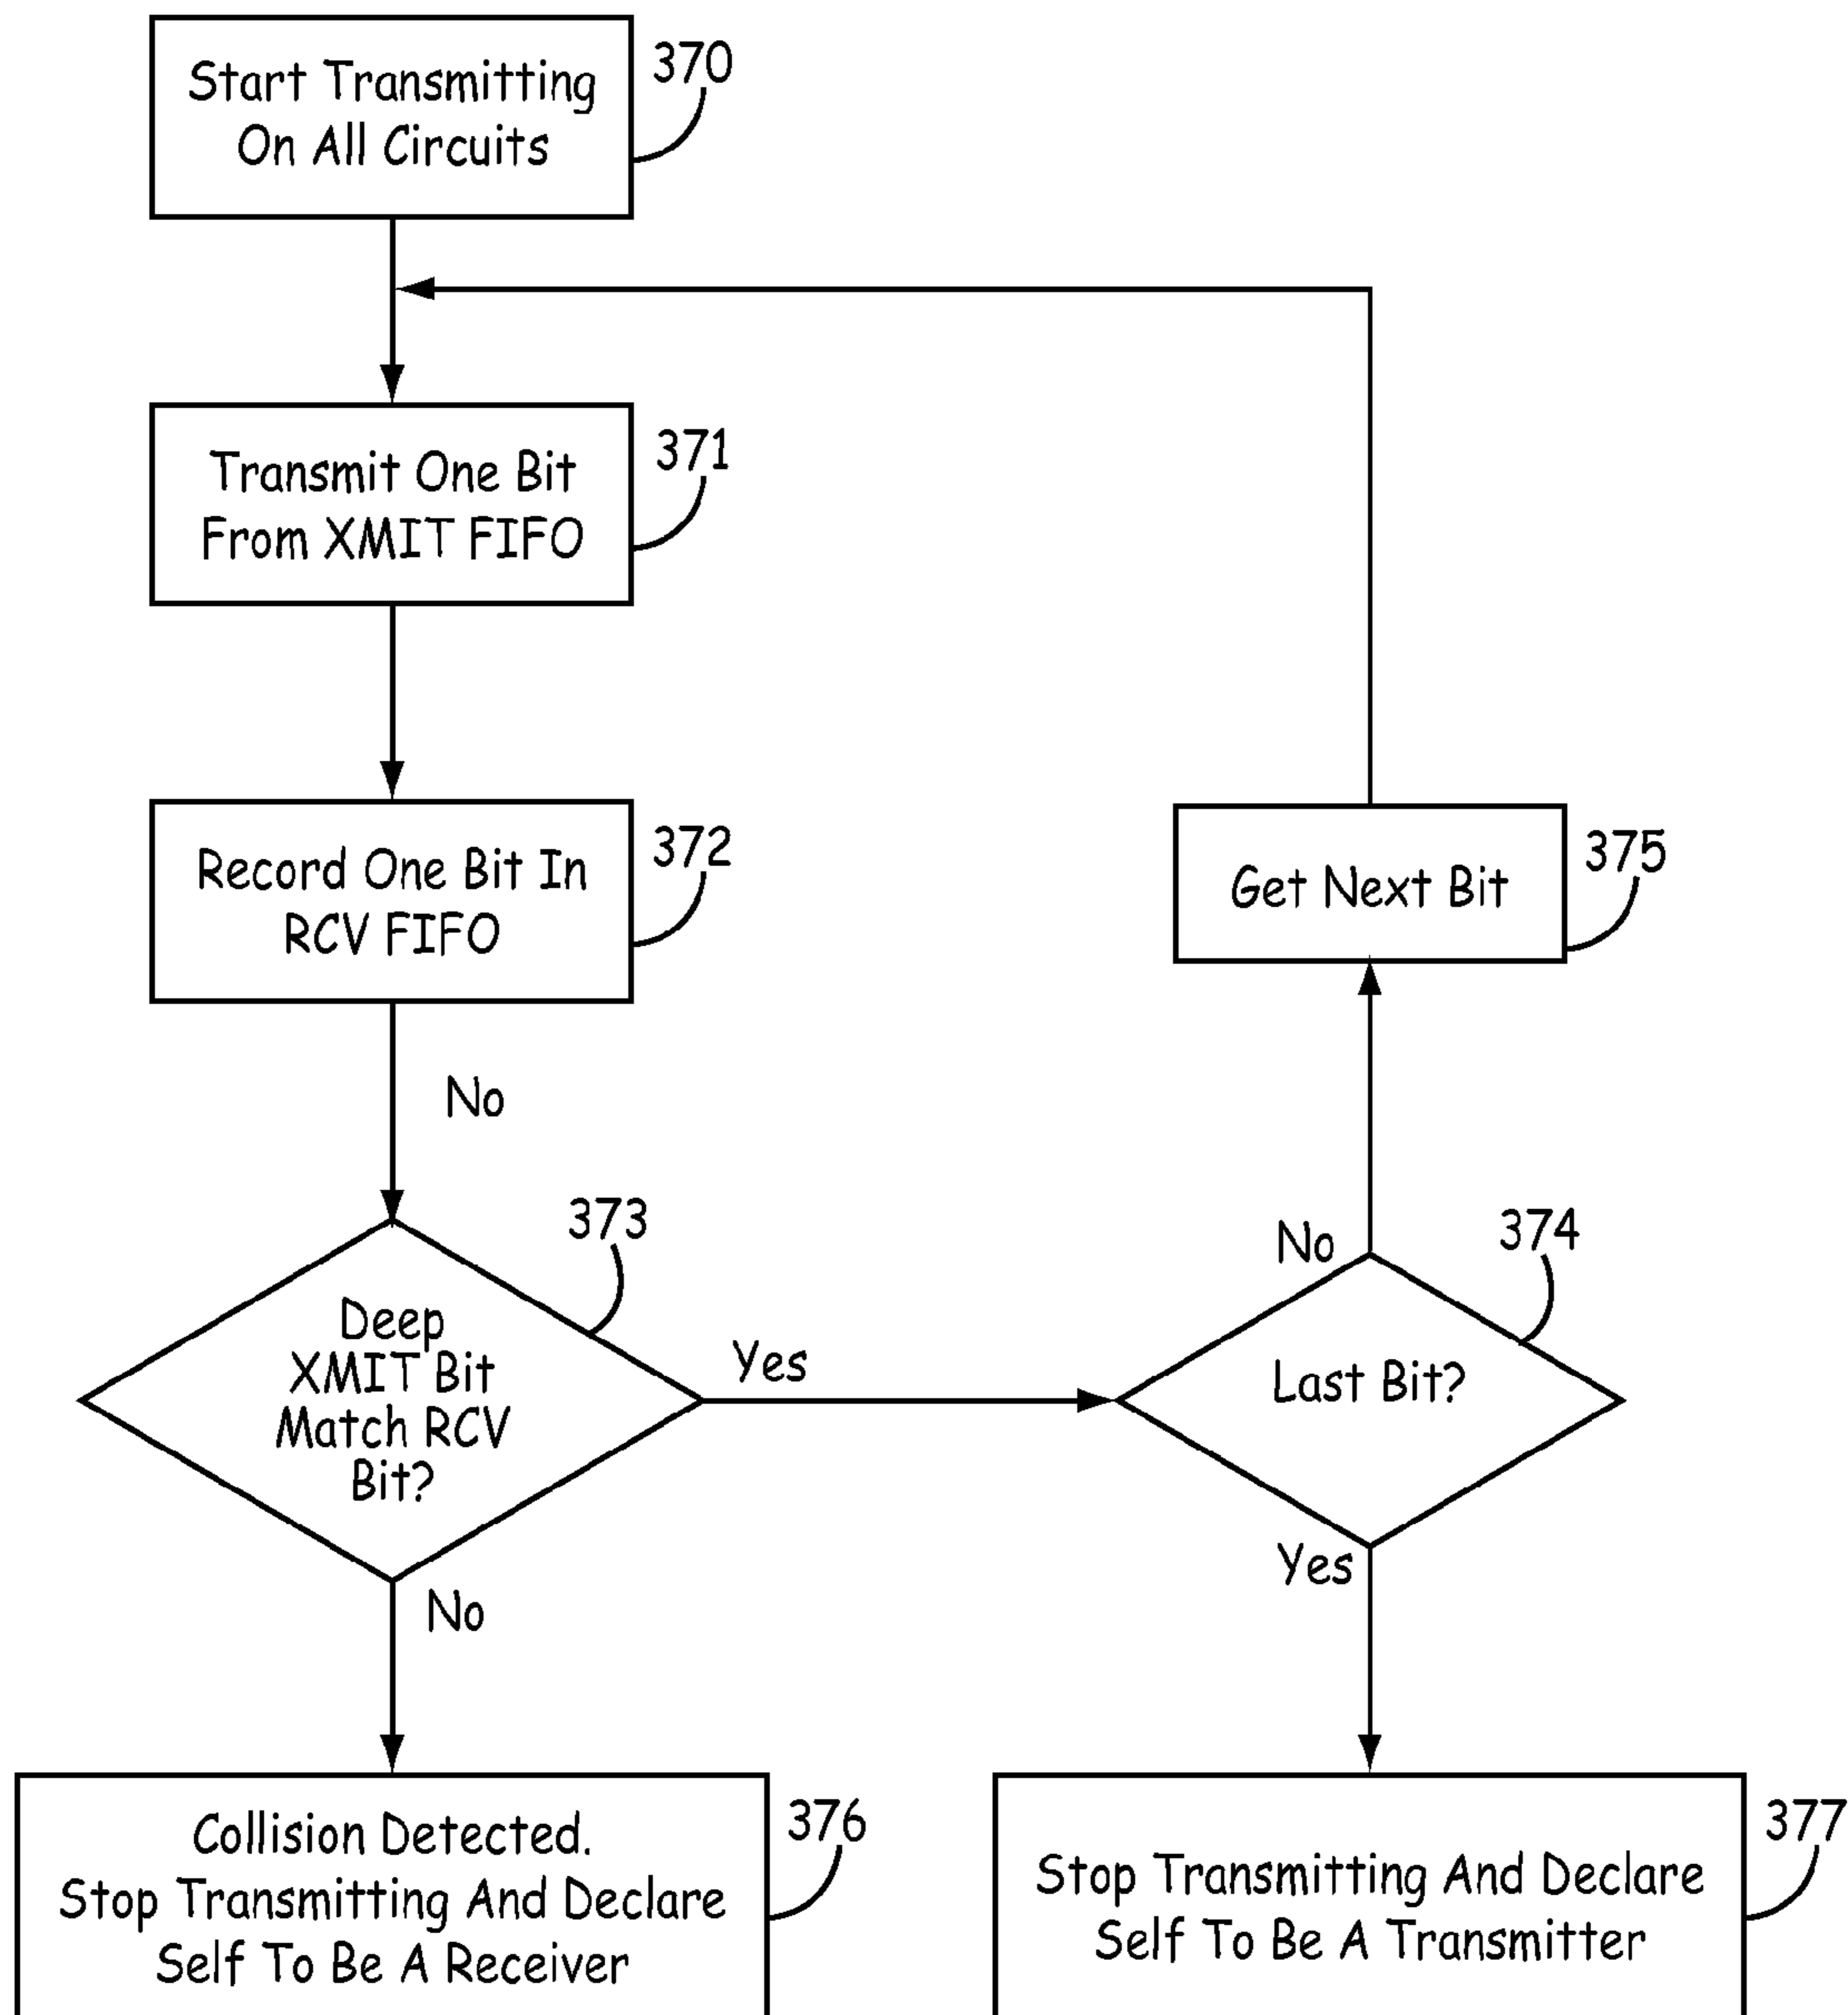 Start Transmitting
On All Circuits
370
Transmit One Bit
From XMIT FIFO
371
Record One Bit In
RCV FIFO
372
Get Next Bit
375
No
373
Deep
XMIT Bit
Match RCV
Bit?
Yes
No
374
Last Bit?
No
Yes
Collision Detected.
Stop Transmitting And Declare
Self To Be A Receiver
376
Stop Transmitting And Declare
Self To Be A Transmitter
377